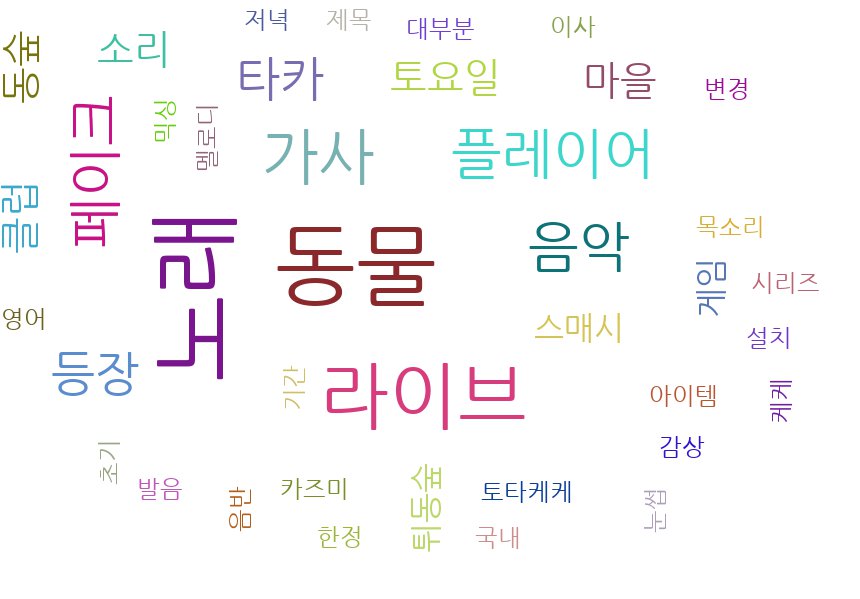 저녁
제목
대부분
이사
동숲
소리
타카
토요일
마을
변경
페이크
믹싱
멜로디
가사
플레이어
클럽
노래
동물
음악
목소리
게임
시리즈
영어
스매시
설치
등장
기간
라이브
아이템
케케
감상
초기
발음
음반
카즈미
튀동숲
토타케케
눈썹
한정
국내